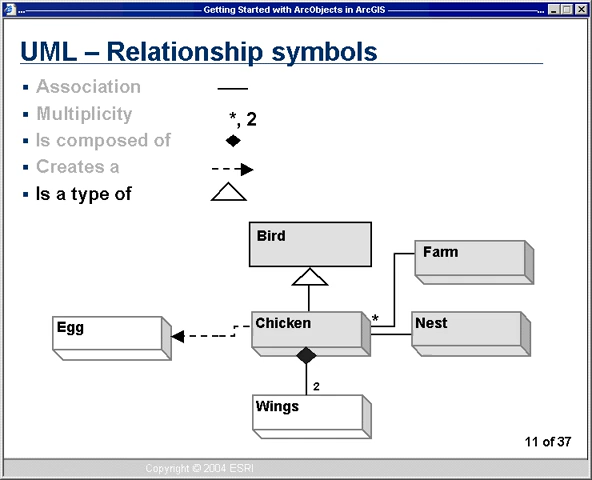 ... Getting Started with ArcObjects in ArcGIS ...
UML – Relationship symbols
Association
Multiplicity *, 2
Is composed of
Creates a
Is a type of
Bird
Farm
*
Egg
Chicken
Nest
2
Wings
11 of 37
Copyright © 2004 ESRI